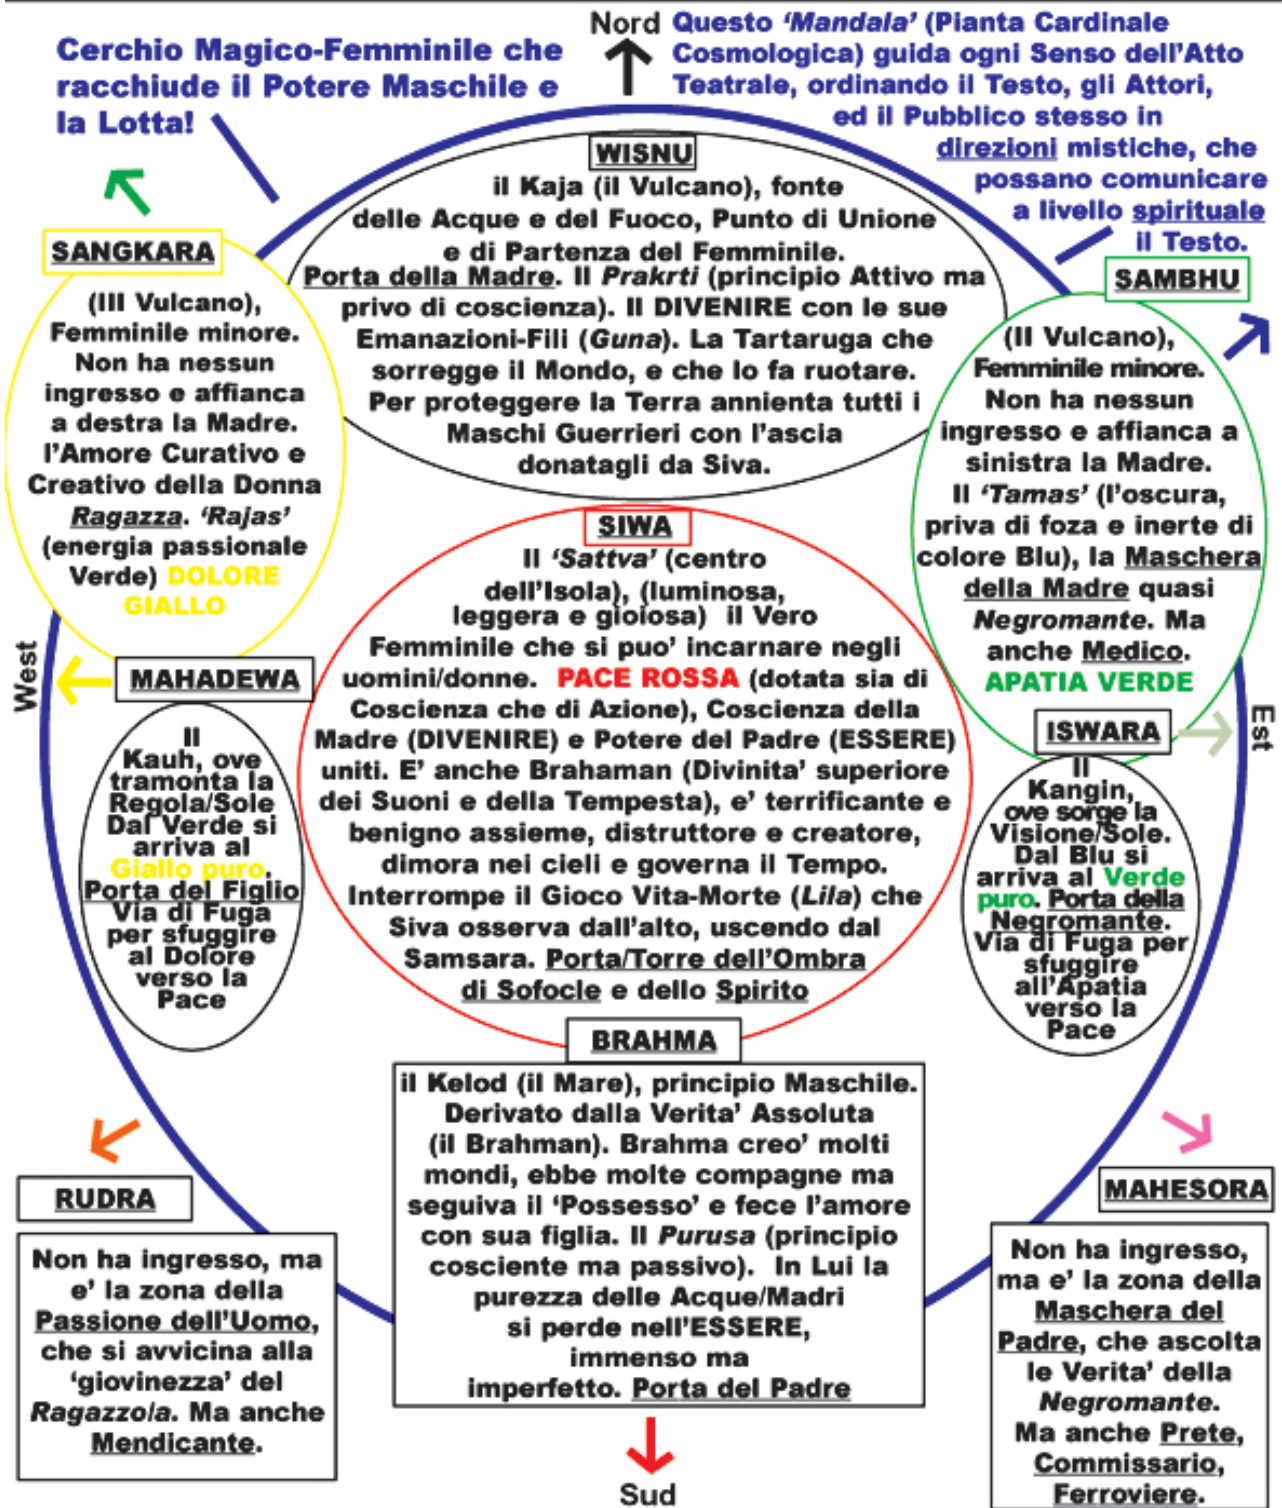 Nord
Cerchio Magico-Femminile che
racchiude il Potere Maschile e
la Lotta!
Questo ‘Mandala’ (Pianta Cardinale
Cosmologica) guida ogni Senso dell’Atto
Teatrale, ordinando il Testo, gli Attori,
ed il Pubblico stesso in
direzioni mistiche, che
possano comunicare
a livello spirituale
il Testo.
WISNU
il Kaja (il Vulcano), fonte
delle Acque e del Fuoco, Punto di Unione
e di Partenza del Femminile.
Porta della Madre. Il Prakrti (principio Attivo ma
privo di coscienza). Il DIVENIRE con le sue
Emanazioni-Fili (Guna). La Tartaruga che
sorregge il Mondo, e che lo fa ruotare.
Per proteggere la Terra annienta tutti i
Maschi Guerrieri con l’ascia
donatagli da Siva.
SANGKARA
(III Vulcano),
Femminile minore.
Non ha nessun
ingresso e affianca
a destra la Madre.
l’Amore Curativo e
Creativo della Donna
Ragazza. ‘Rajas’
(energia passionale
Verde) DOLORE
GIALLO
SAMBHU
(II Vulcano),
Femminile minore.
Non ha nessun
ingresso e affianca a
sinistra la Madre.
Il ‘Tamas’ (l’oscura,
priva di foza e inerte di
colore Blu), la Maschera
della Madre quasi
Negromante. Ma
anche Medico.
APATIA VERDE
SIWA
Il ‘Sattva’ (centro
dell’Isola), (luminosa,
leggera e gioiosa) il Vero
Femminile che si puo’ incarnare negli
uomini/donne. PACE ROSSA (dotata sia di
Coscienza che di Azione), Coscienza della
Madre (DIVENIRE) e Potere del Padre (ESSERE)
uniti. E’ anche Brahaman (Divinita’ superiore
dei Suoni e della Tempesta), e’ terrificante e
benigno assieme, distruttore e creatore,
dimora nei cieli e governa il Tempo.
Interrompe il Gioco Vita-Morte (Lila) che
Siva osserva dall’alto, uscendo dal
Samsara. Porta/Torre dell’Ombra
di Sofocle e dello Spirito
West
MAHADEWA
Il
Kauh, ove
tramonta la
Regola/Sole
Dal Verde si
arriva al
Giallo puro.
Porta del Figlio
Via di Fuga
per sfuggire
al Dolore
verso la
Pace
Est
ISWARA
Il
Kangin,
ove sorge la
Visione/Sole.
Dal Blu si
arriva al Verde
puro. Porta della
Negromante.
Via di Fuga per
sfuggire
all’Apatia
verso la
Pace
BRAHMA
il Kelod (il Mare), principio Maschile.
Derivato dalla Verita’ Assoluta
(il Brahman). Brahma creo’ molti
mondi, ebbe molte compagne ma
seguiva il ‘Possesso’ e fece l’amore
con sua figlia. Il Purusa (principio
cosciente ma passivo). In Lui la
purezza delle Acque/Madri
si perde nell’ESSERE,
immenso ma
imperfetto. Porta del Padre
RUDRA
Non ha ingresso, ma
e’ la zona della
Passione dell’Uomo,
che si avvicina alla
‘giovinezza’ del
Ragazzo/a. Ma anche
Mendicante.
MAHESORA
Non ha ingresso,
ma e’ la zona della
Maschera del
Padre, che ascolta
le Verita’ della
Negromante.
Ma anche Prete,
Commissario,
Ferroviere.
Sud